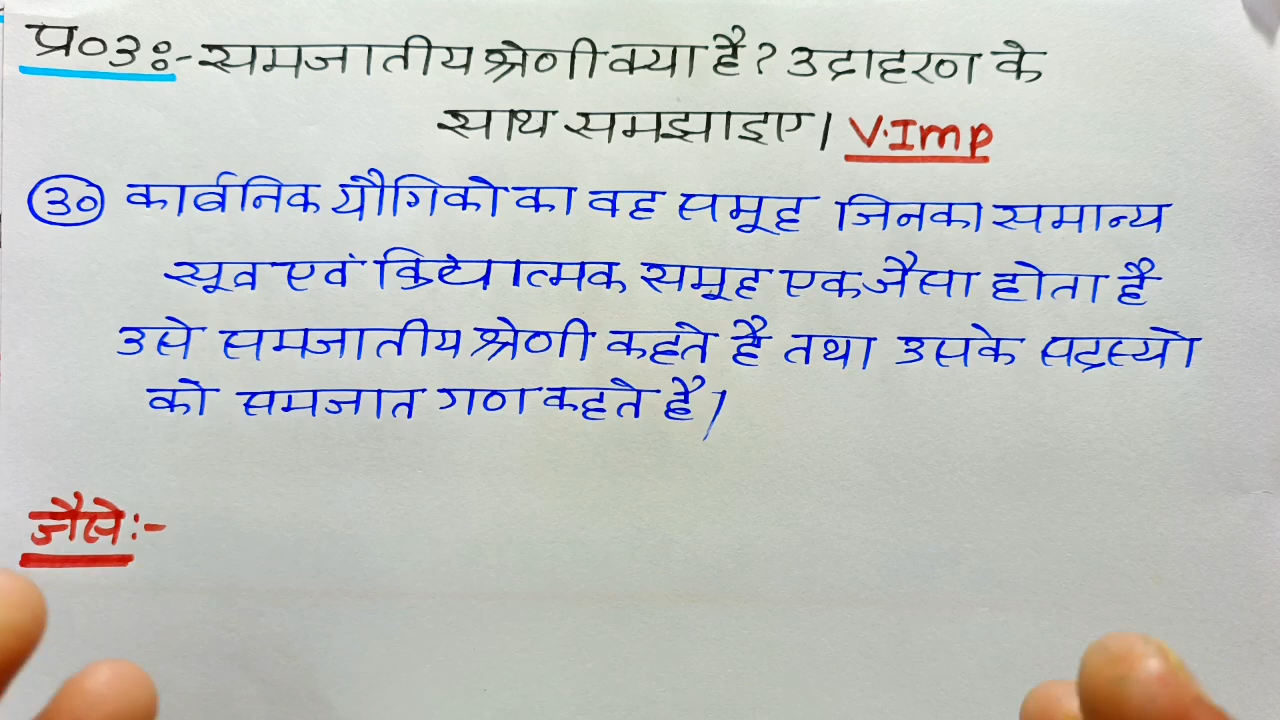 प्र०3ः- समजातीय श्रेणी क्या है? उदाहरण के
साथ समझाइए। V.Imp
उ० कार्बनिक यौगिको का वह समूह जिनका समान्य
सूत्र एवं क्रियात्मक समूह एक जैसा होता है
उसे समजातीय श्रेणी कहते है तथा उसके सदस्यो
को समजात गण कहते है।
जैसेः-